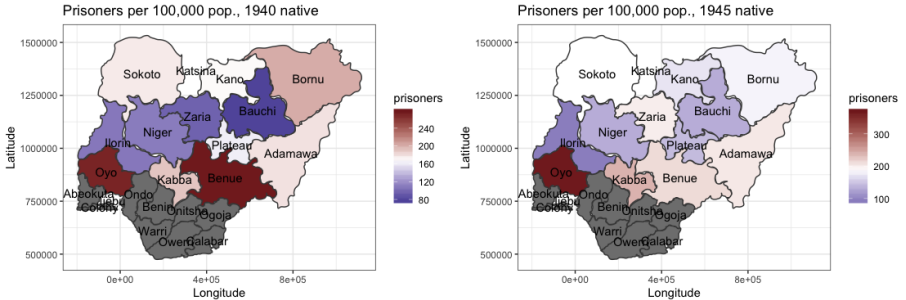 Prisoners per 100,000 pop., 1940 native
1500000
1250000
1000000
750000
500000
Latitude
Sokoto
Katsina
Kano
Bornu
Zaria
Bauchi
Niger
Ilorin
Plateau
Adamawa
Oyo
Kabba
Benue
Abeokuta
Ijebu
Colony
Ondo
Benin
Onitsha
Ogoja
Warri
Owerri
Calabar
0e+00
4e+05
8e+05
Longitude
prisoners
240
200
160
120
80
Prisoners per 100,000 pop., 1945 native
1500000
1250000
1000000
750000
500000
Latitude
Sokoto
Katsina
Kano
Bornu
Zaria
Bauchi
Niger
Ilorin
Plateau
Adamawa
Oyo
Kabba
Benue
Abeokuta
Ijebu
Colony
Ondo
Benin
Onitsha
Ogoja
Warri
Owerri
Calabar
0e+00
4e+05
8e+05
Longitude
prisoners
300
200
100